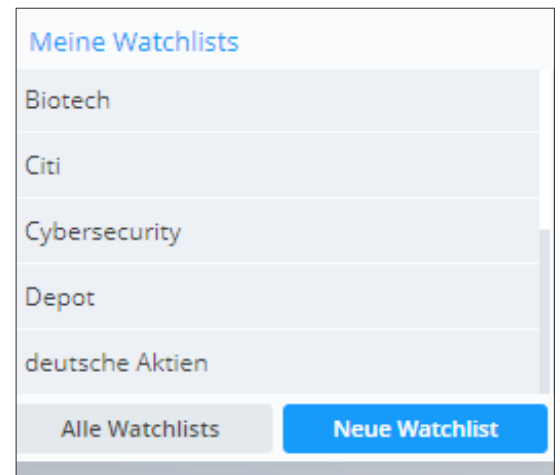 Meine Watchlists
Biotech
Citi
Cybersecurity
Depot
deutsche Aktien
Alle Watchlists Neue Watchlist